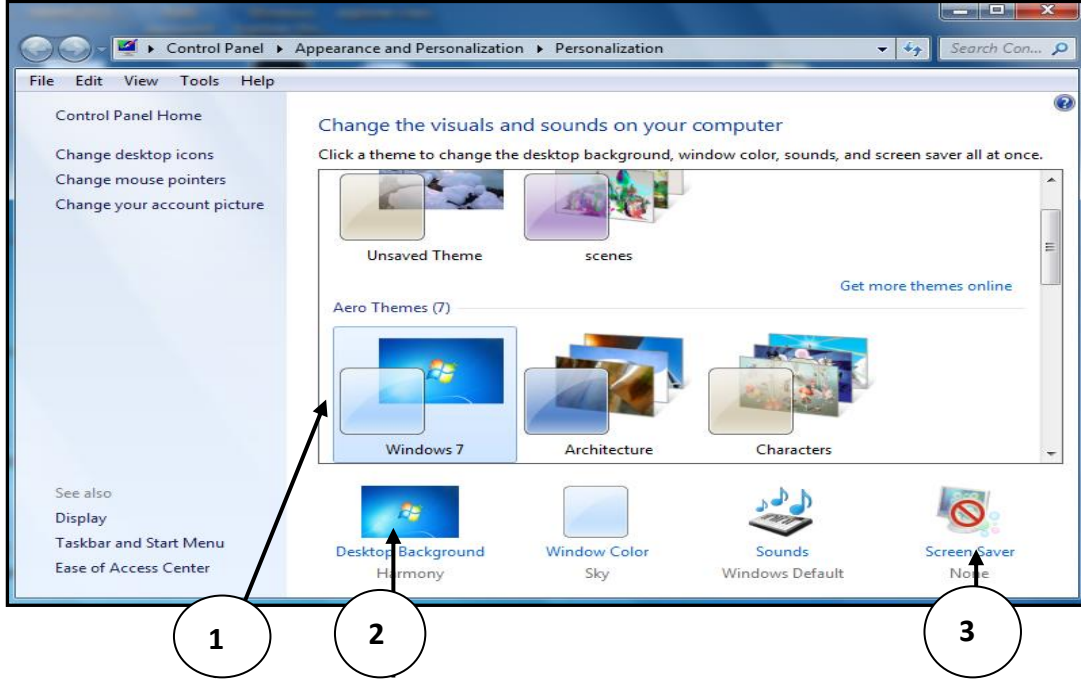 Control Panel Appearance and Personalization Personalization
Search Con...
File Edit View Tools Help
Control Panel Home
Change desktop icons
Change mouse pointers
Change your account picture
See also
Display
Taskbar and Start Menu
Ease of Access Center
Change the visuals and sounds on your computer
Click a theme to change the desktop background, window color, sounds, and screen saver all at once.
Unsaved Theme
scenes
Get more themes online
Aero Themes (7)
Windows 7
Architecture
Characters
Desktop Background
Harmony
Window Color
Sky
Sounds
Windows Default
Screen Saver
None
1
2
3